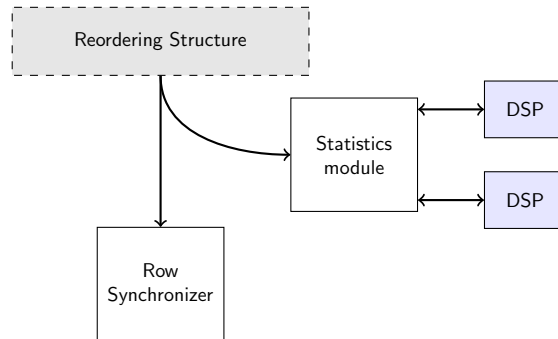 Reordering Structure
DSP
Statistics
module
DSP
Row
Synchronizer